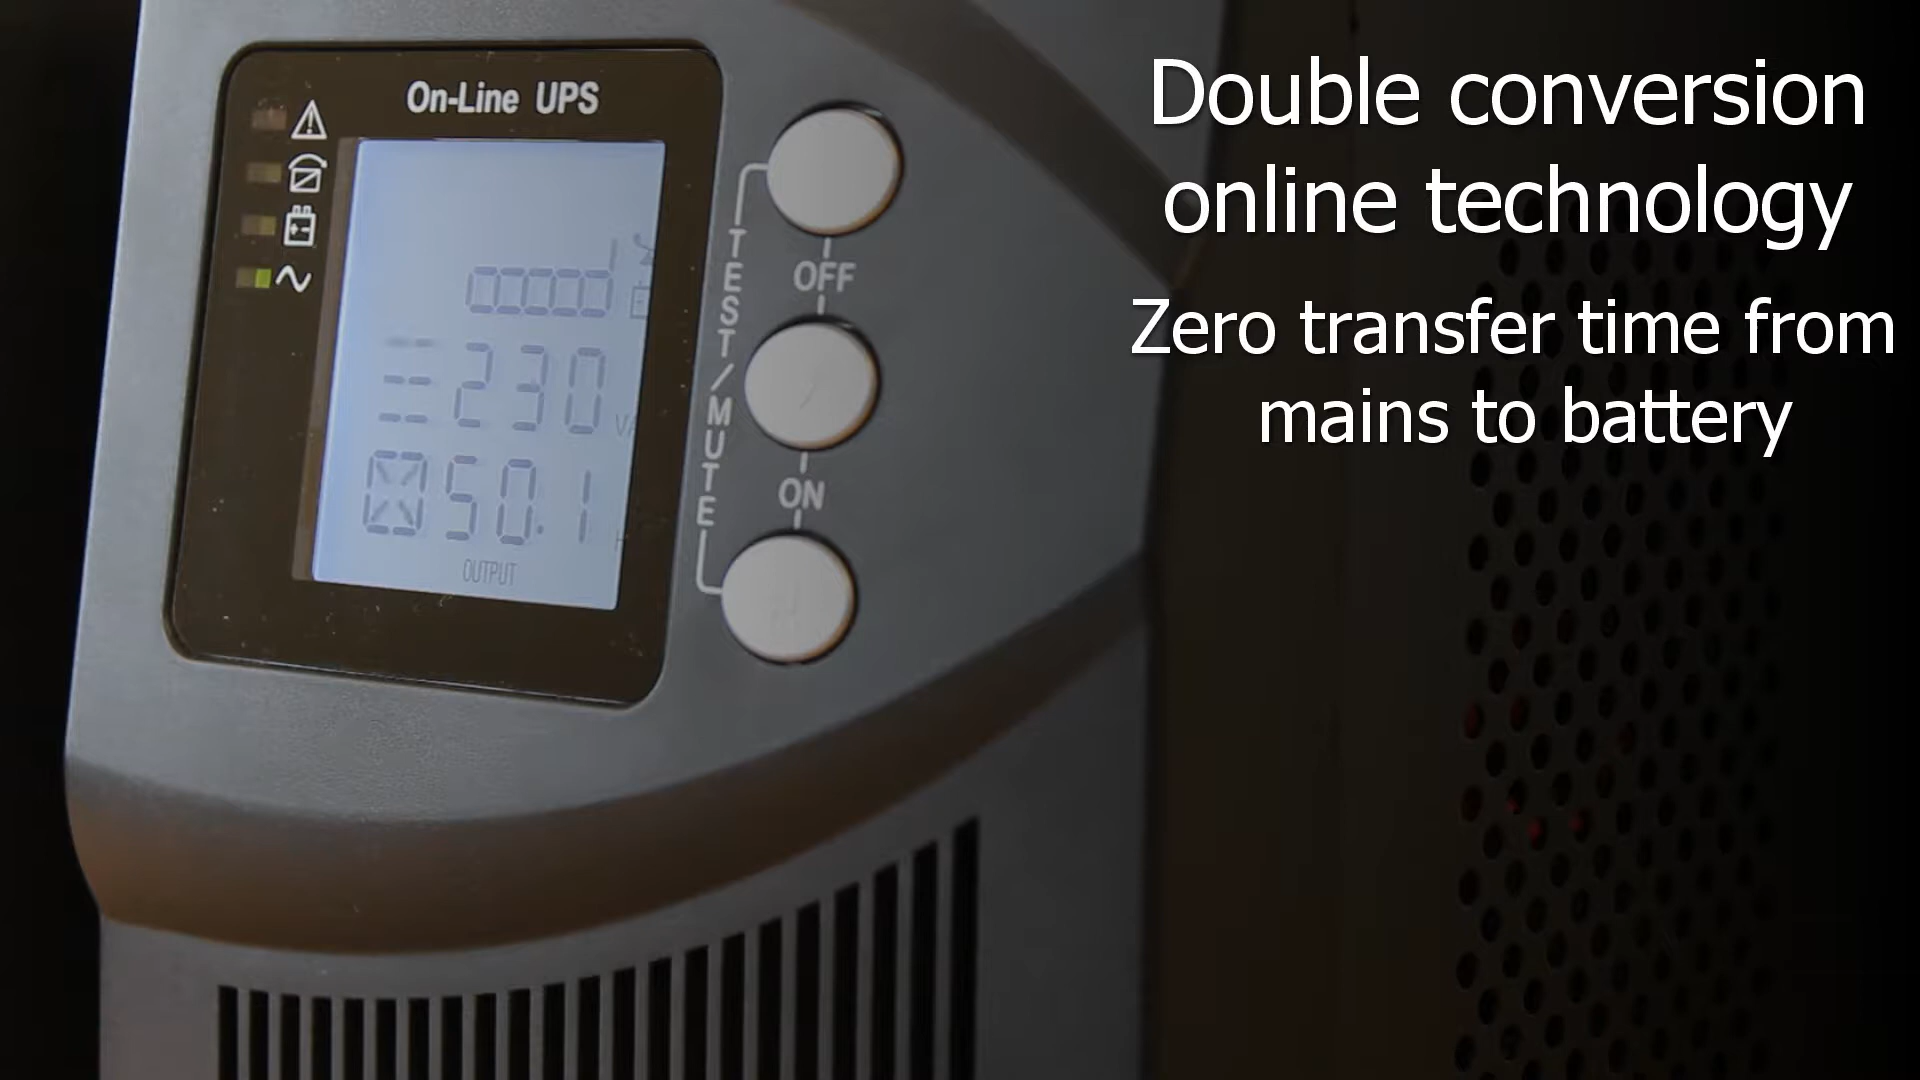 Double conversion
online technology
Zero transfer time from
mains to battery
On-Line UPS
230
50.1
OUTPUT
OFF
ON
TEST/MUTE